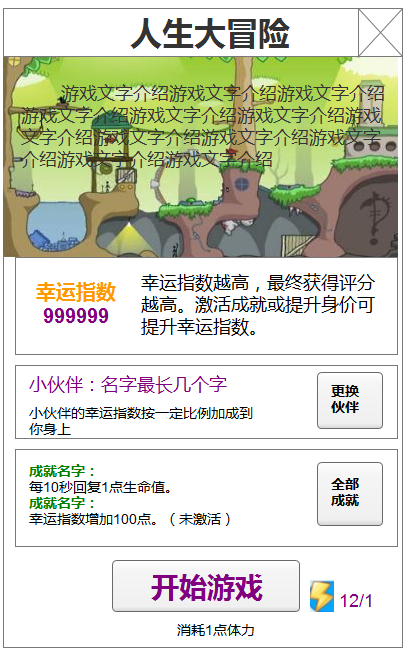 人生大冒险
游戏文字介绍游戏文字介绍游戏文字介绍
游戏文字介绍游戏文字介绍游戏文字介绍游戏
文字介绍游戏文字介绍游戏文字介绍游戏文字
介绍游戏文字介绍游戏文字介绍
幸运指数
999999
幸运指数越高，最终获得评分
越高。激活成就或提升身价可
提升幸运指数。
小伙伴：名字最长几个字
小伙伴的幸运指数按一定比例加成到
你身上
更换
伙伴
成就名字：
每10秒回复1点生命值。
成就名字：
幸运指数增加100点。（未激活）
全部
成就
开始游戏
12/1
消耗1点体力